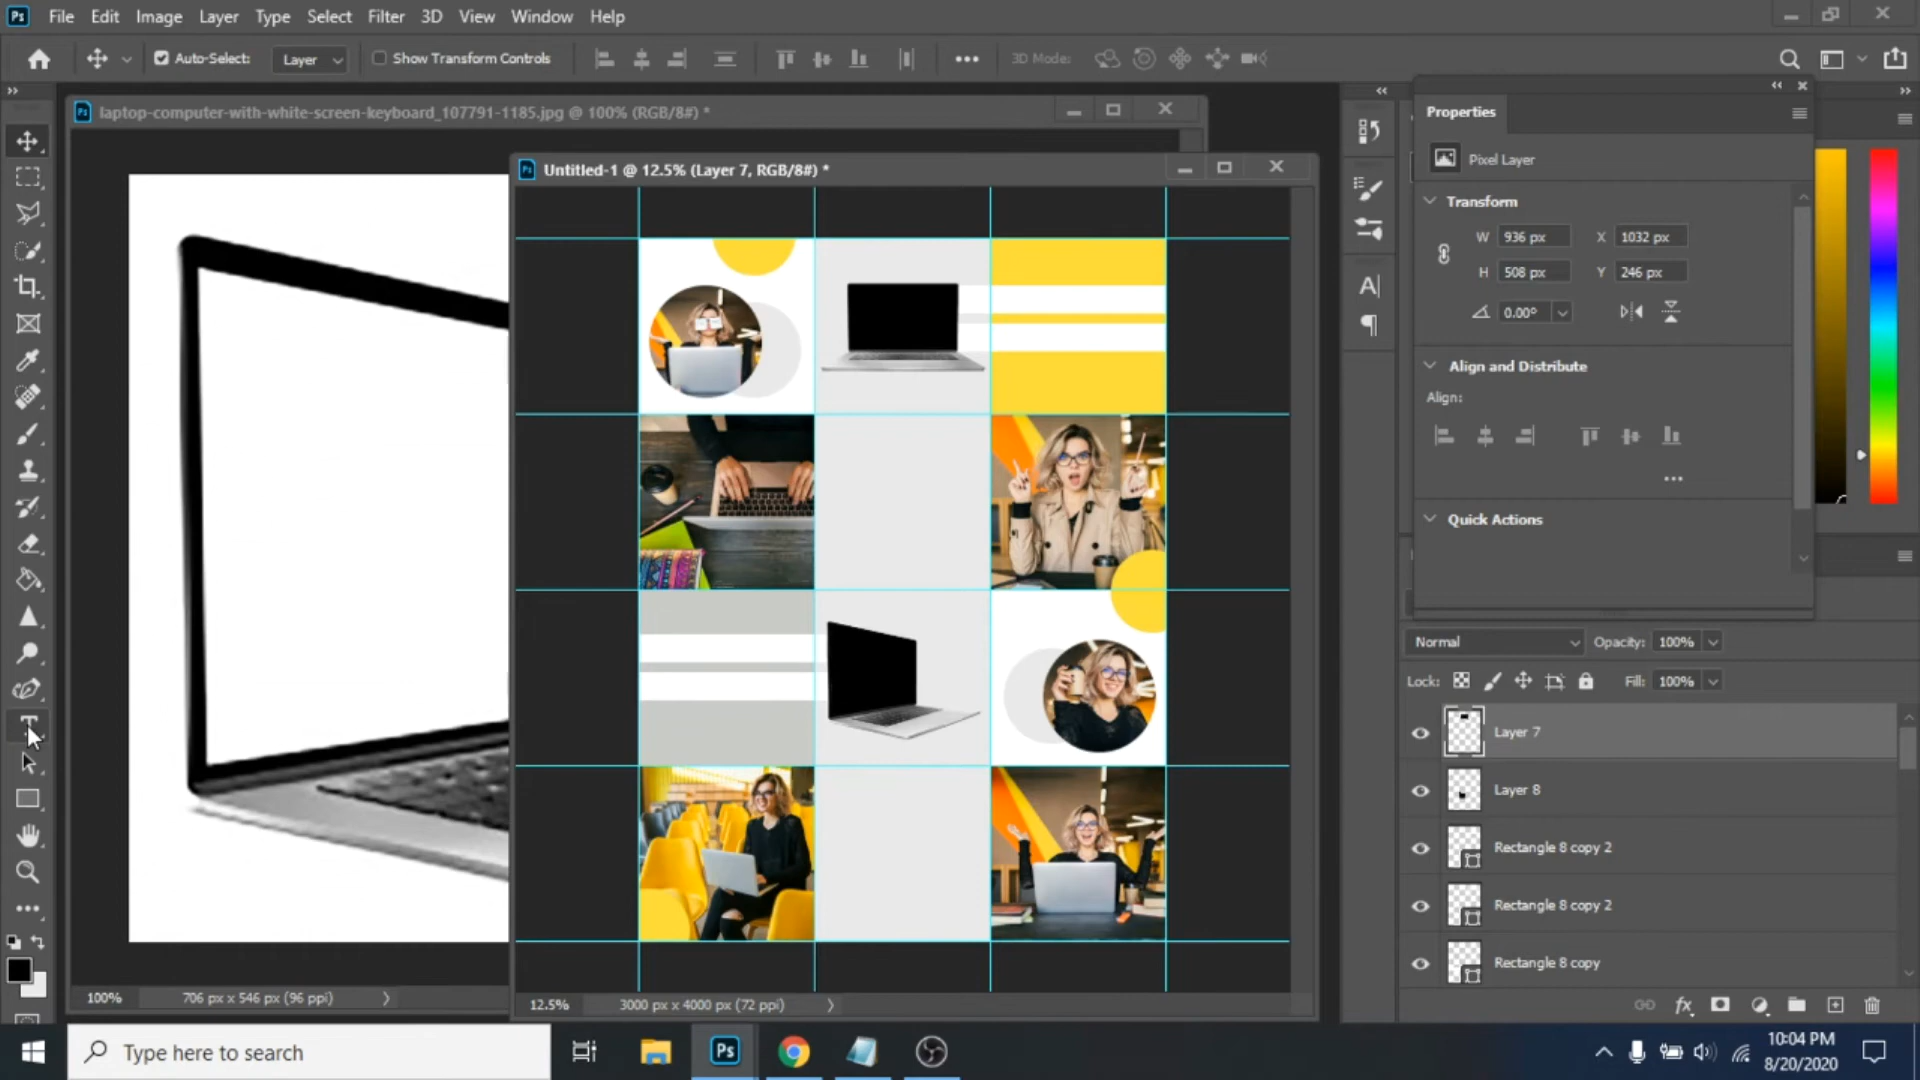 Ps File Edit Image Layer Type Select Filter 3D View Window Help
Auto-Select: Layer Show Transform Controls 3D Mode:
Ps laptop-computer-with-white-screen-keyboard_107791-1185.jpg @ 100% (RGB/8#) *
Ps Untitled-1 @ 12.5% (Layer 7, RGB/8#) *
Properties
Pixel Layer
Transform
W 936 px X 1032 px
H 508 px Y 246 px
0.00°
Align and Distribute
Align:
Quick Actions
Normal Opacity: 100%
Lock: Fill: 100%
Layer 7
Layer 8
Rectangle 8 copy 2
Rectangle 8 copy 2
Rectangle 8 copy
100% 706 px x 546 px (96 ppi)
12.5% 3000 px x 4000 px (72 ppi)
Type here to search
Ps
10:04 PM
8/20/2020